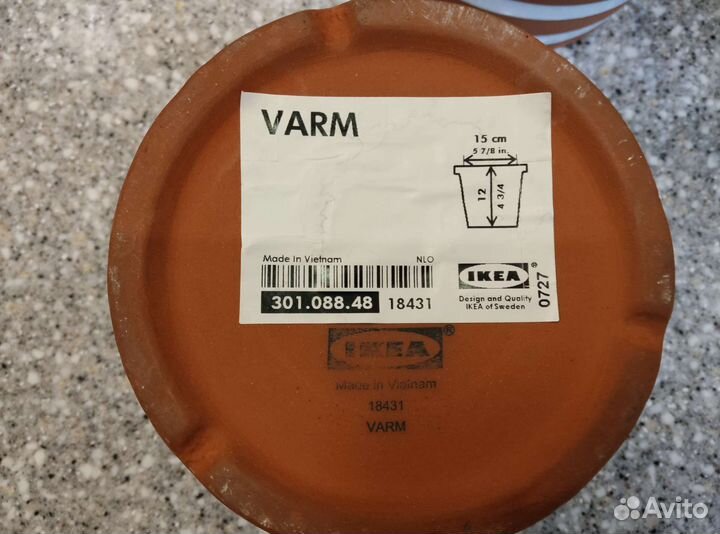 VARM
15 cm
5 7/8 in.
12
4 3/4
Made in Vietnam
NLO
301.088.48
18431
IKEA®
Design and Quality
IKEA of Sweden
0727
IKEA®
Made in Vietnam
18431
VARM
Avito